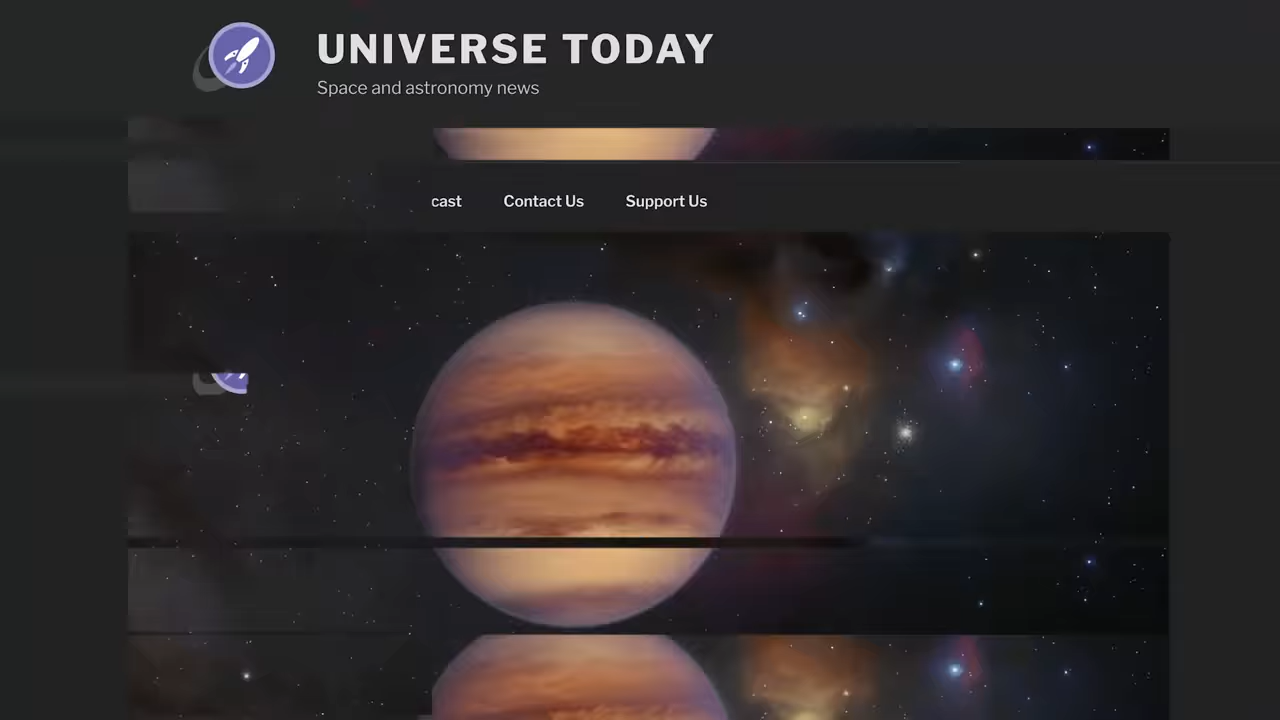 UNIVERSE TODAY
Space and astronomy news
cast Contact Us Support Us